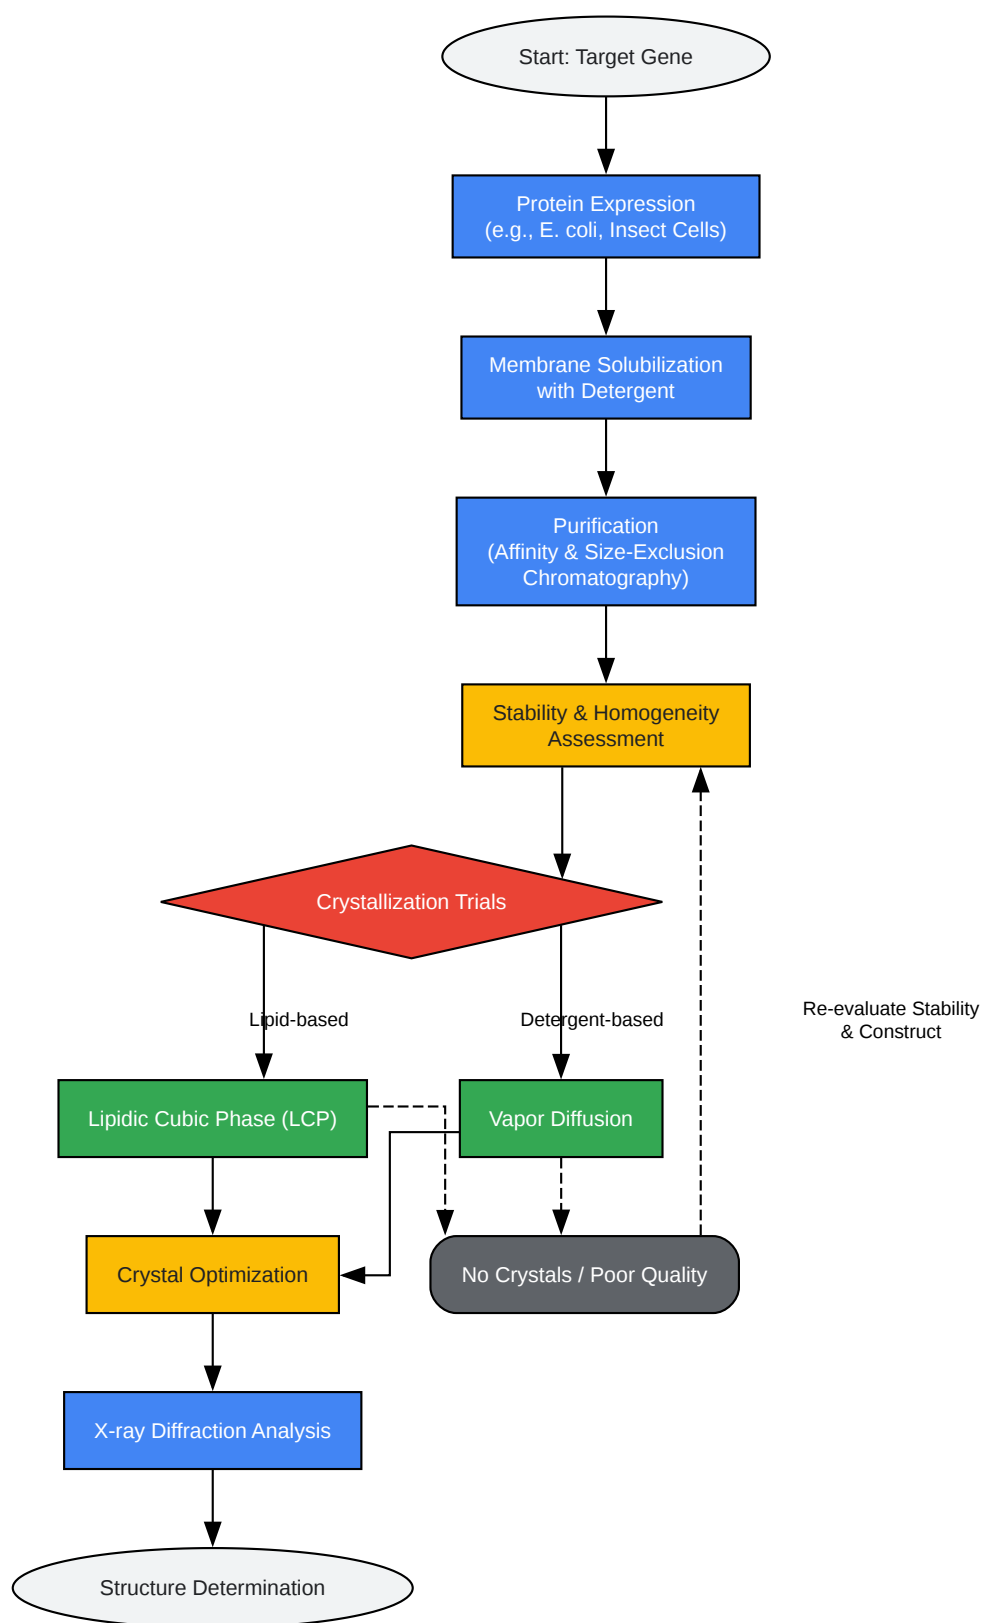 Start: Target Gene
Protein Expression
(e.g., E. coli, Insect Cells)
Membrane Solubilization
with Detergent
Purification
(Affinity & Size-Exclusion
Chromatography)
Stability & Homogeneity
Assessment
Crystallization Trials
Lipid-based
Detergent-based
Re-evaluate Stability
& Construct
Lipidic Cubic Phase (LCP)
Vapor Diffusion
Crystal Optimization
No Crystals / Poor Quality
X-ray Diffraction Analysis
Structure Determination